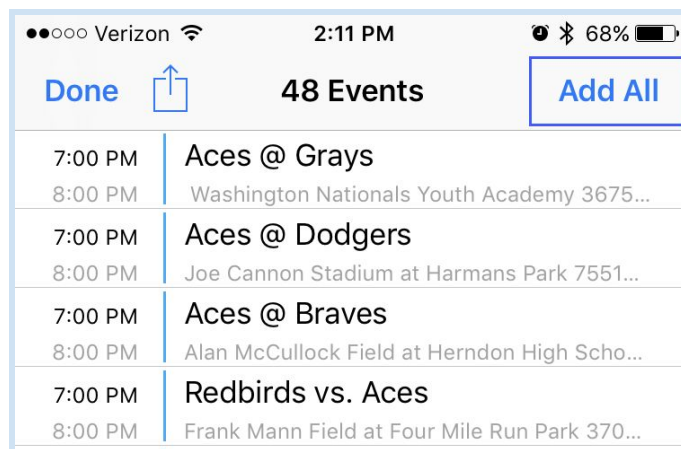 ●●○○○ Verizon 2:11 PM 68%
Done 48 Events Add All
7:00 PM Aces @ Grays
8:00 PM Washington Nationals Youth Academy 3675...
7:00 PM Aces @ Dodgers
8:00 PM Joe Cannon Stadium at Harmans Park 7551...
7:00 PM Aces @ Braves
8:00 PM Alan McCullock Field at Herndon High Scho...
7:00 PM Redbirds vs. Aces
8:00 PM Frank Mann Field at Four Mile Run Park 370...